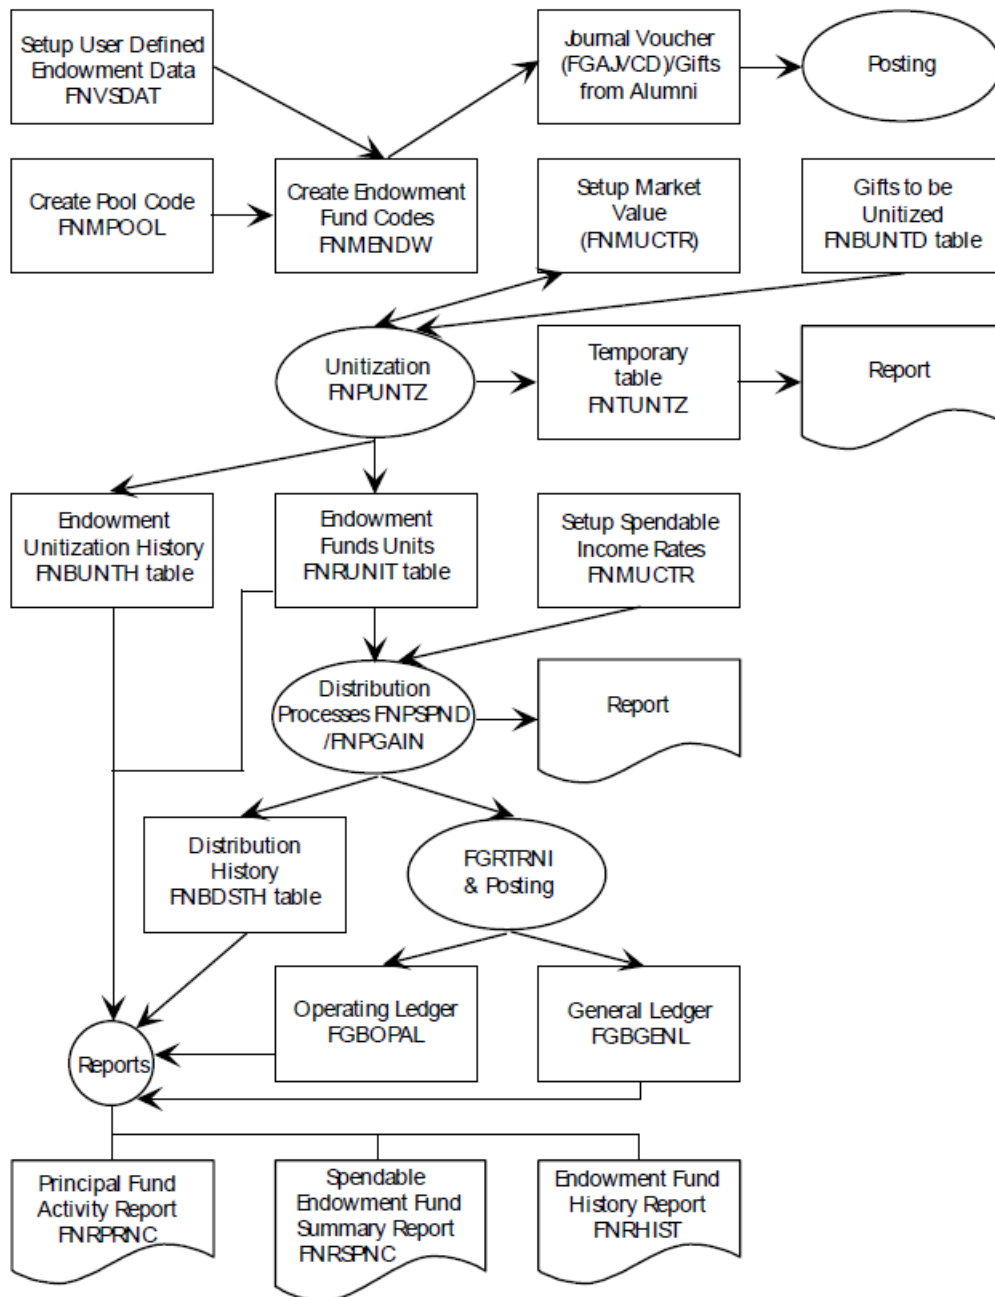 Setup User Defined
Endowment Data
FNVSDAT
Journal Voucher
(FGAJVCD)/Gifts
from Alumni
Posting
Create Pool Code
FNMPOOL
Create Endowment
Fund Codes
FNMENDW
Setup Market
Value
(FNMUCTR)
Gifts to be
Unitized
FNBUNTD table
Unitization
FNPUNTZ
Temporary
table
FNTUNTZ
Report
Endowment
Unitization History
FNBUNTH table
Endowment
Funds Units
FNRUNIT table
Setup Spendable
Income Rates
FNMUCTR
Distribution
Processes FNPSPND
/FNPGAIN
Report
Distribution
History
FNBDSTH table
FGRTRNI
& Posting
Operating Ledger
FGBOPAL
General Ledger
FGBGENL
Reports
Principal Fund
Activity Report
FNRPRNC
Spendable
Endowment Fund
Summary Report
FNRSPNC
Endowment Fund
History Report
FNRHIST